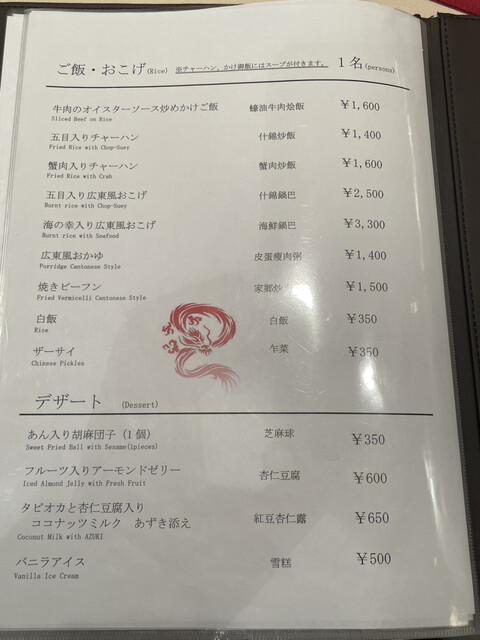 ご飯・おこげ(Rice) ※チャーハン、かけ御飯にはスープが付きます。 １名(persons)
牛肉のオイスターソース炒めかけご飯 蠔油牛肉烩飯 ￥1,600
Sliced Beef on Rice
五目入りチャーハン 什錦炒飯 ￥1,400
Fried Rice with Chop-Suey
蟹肉入りチャーハン 蟹肉炒飯 ￥1,600
Fried Rice with Crab
五目入り広東風おこげ 什錦鍋巴 ￥2,500
Burnt rice with Chop-Suey
海の幸入り広東風おこげ 海鮮鍋巴 ￥3,300
Burnt rice with Seafood
広東風おかゆ 皮蛋瘦肉粥 ￥1,400
Porridge Cantonese Style
焼きビーフン 家郷炒 ￥1,500
Fried Vermicelli Cantonese Style
白飯 白飯 ￥350
Rice
ザーサイ 乍菜 ￥350
Chinese Pickles
デザート (Dessert)
あん入り胡麻団子（1個） 芝麻球 ￥350
Sweet Fried Ball with Sesame(1pieces)
フルーツ入りアーモンドゼリー 杏仁豆腐 ￥600
Iced Almond Jelly with Fresh Fruit
タピオカと杏仁豆腐入り
ココナッツミルク あずき添え 紅豆杏仁露 ￥650
Coconut Milk with AZUKI
バニラアイス 雪糕 ￥500
Vanilla Ice Cream